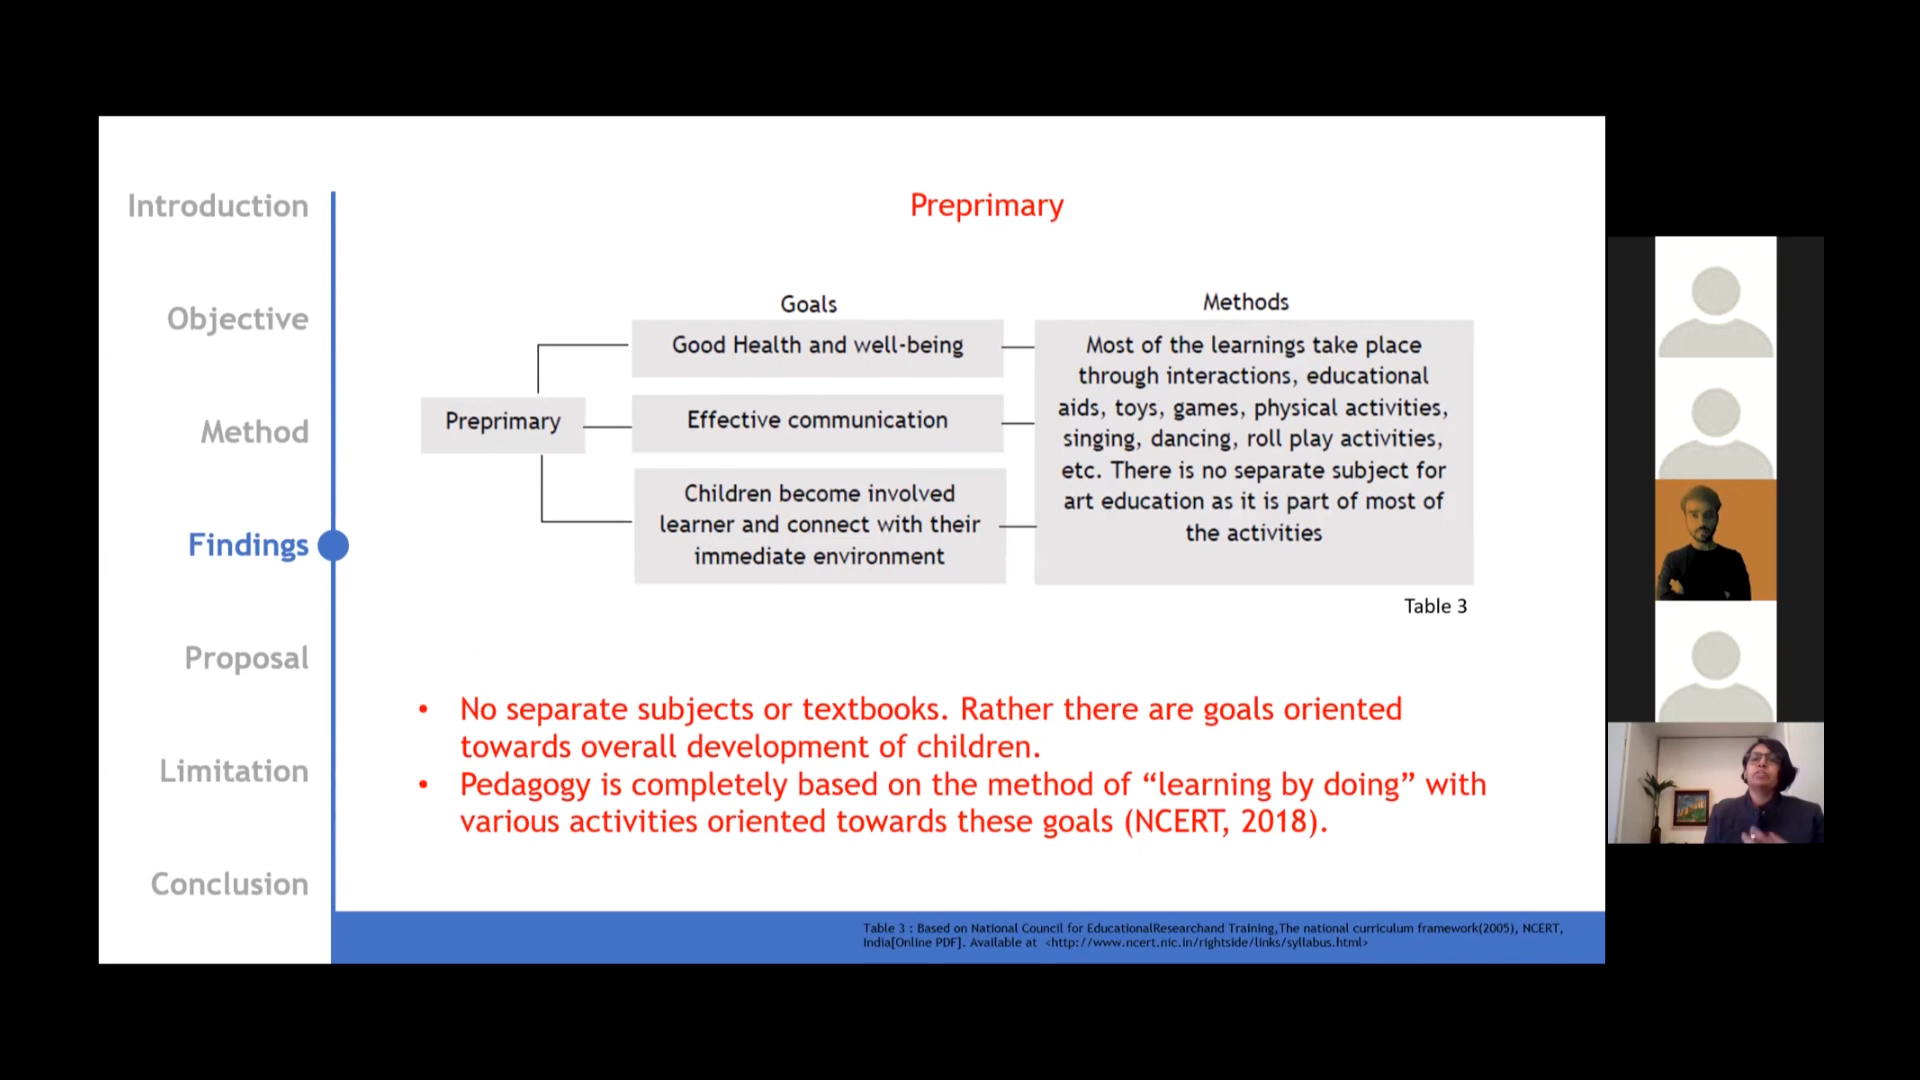 Introduction
Objective
Method
Findings
Proposal
Limitation
Conclusion
Preprimary
Goals
Methods
Preprimary
Good Health and well-being
Effective communication
Children become involved
learner and connect with their
immediate environment
Most of the learnings take place
through interactions, educational
aids, toys, games, physical activities,
singing, dancing, roll play activities,
etc. There is no separate subject for
art education as it is part of most of
the activities
Table 3
• No separate subjects or textbooks. Rather there are goals oriented
towards overall development of children.
• Pedagogy is completely based on the method of “learning by doing” with
various activities oriented towards these goals (NCERT, 2018).
Table 3 : Based on National Council for EducationalResearchand Training,The national curriculum framework(2005), NCERT,
India[Online PDF]. Available at <http://www.ncert.nic.in/rightside/links/syllabus.html>